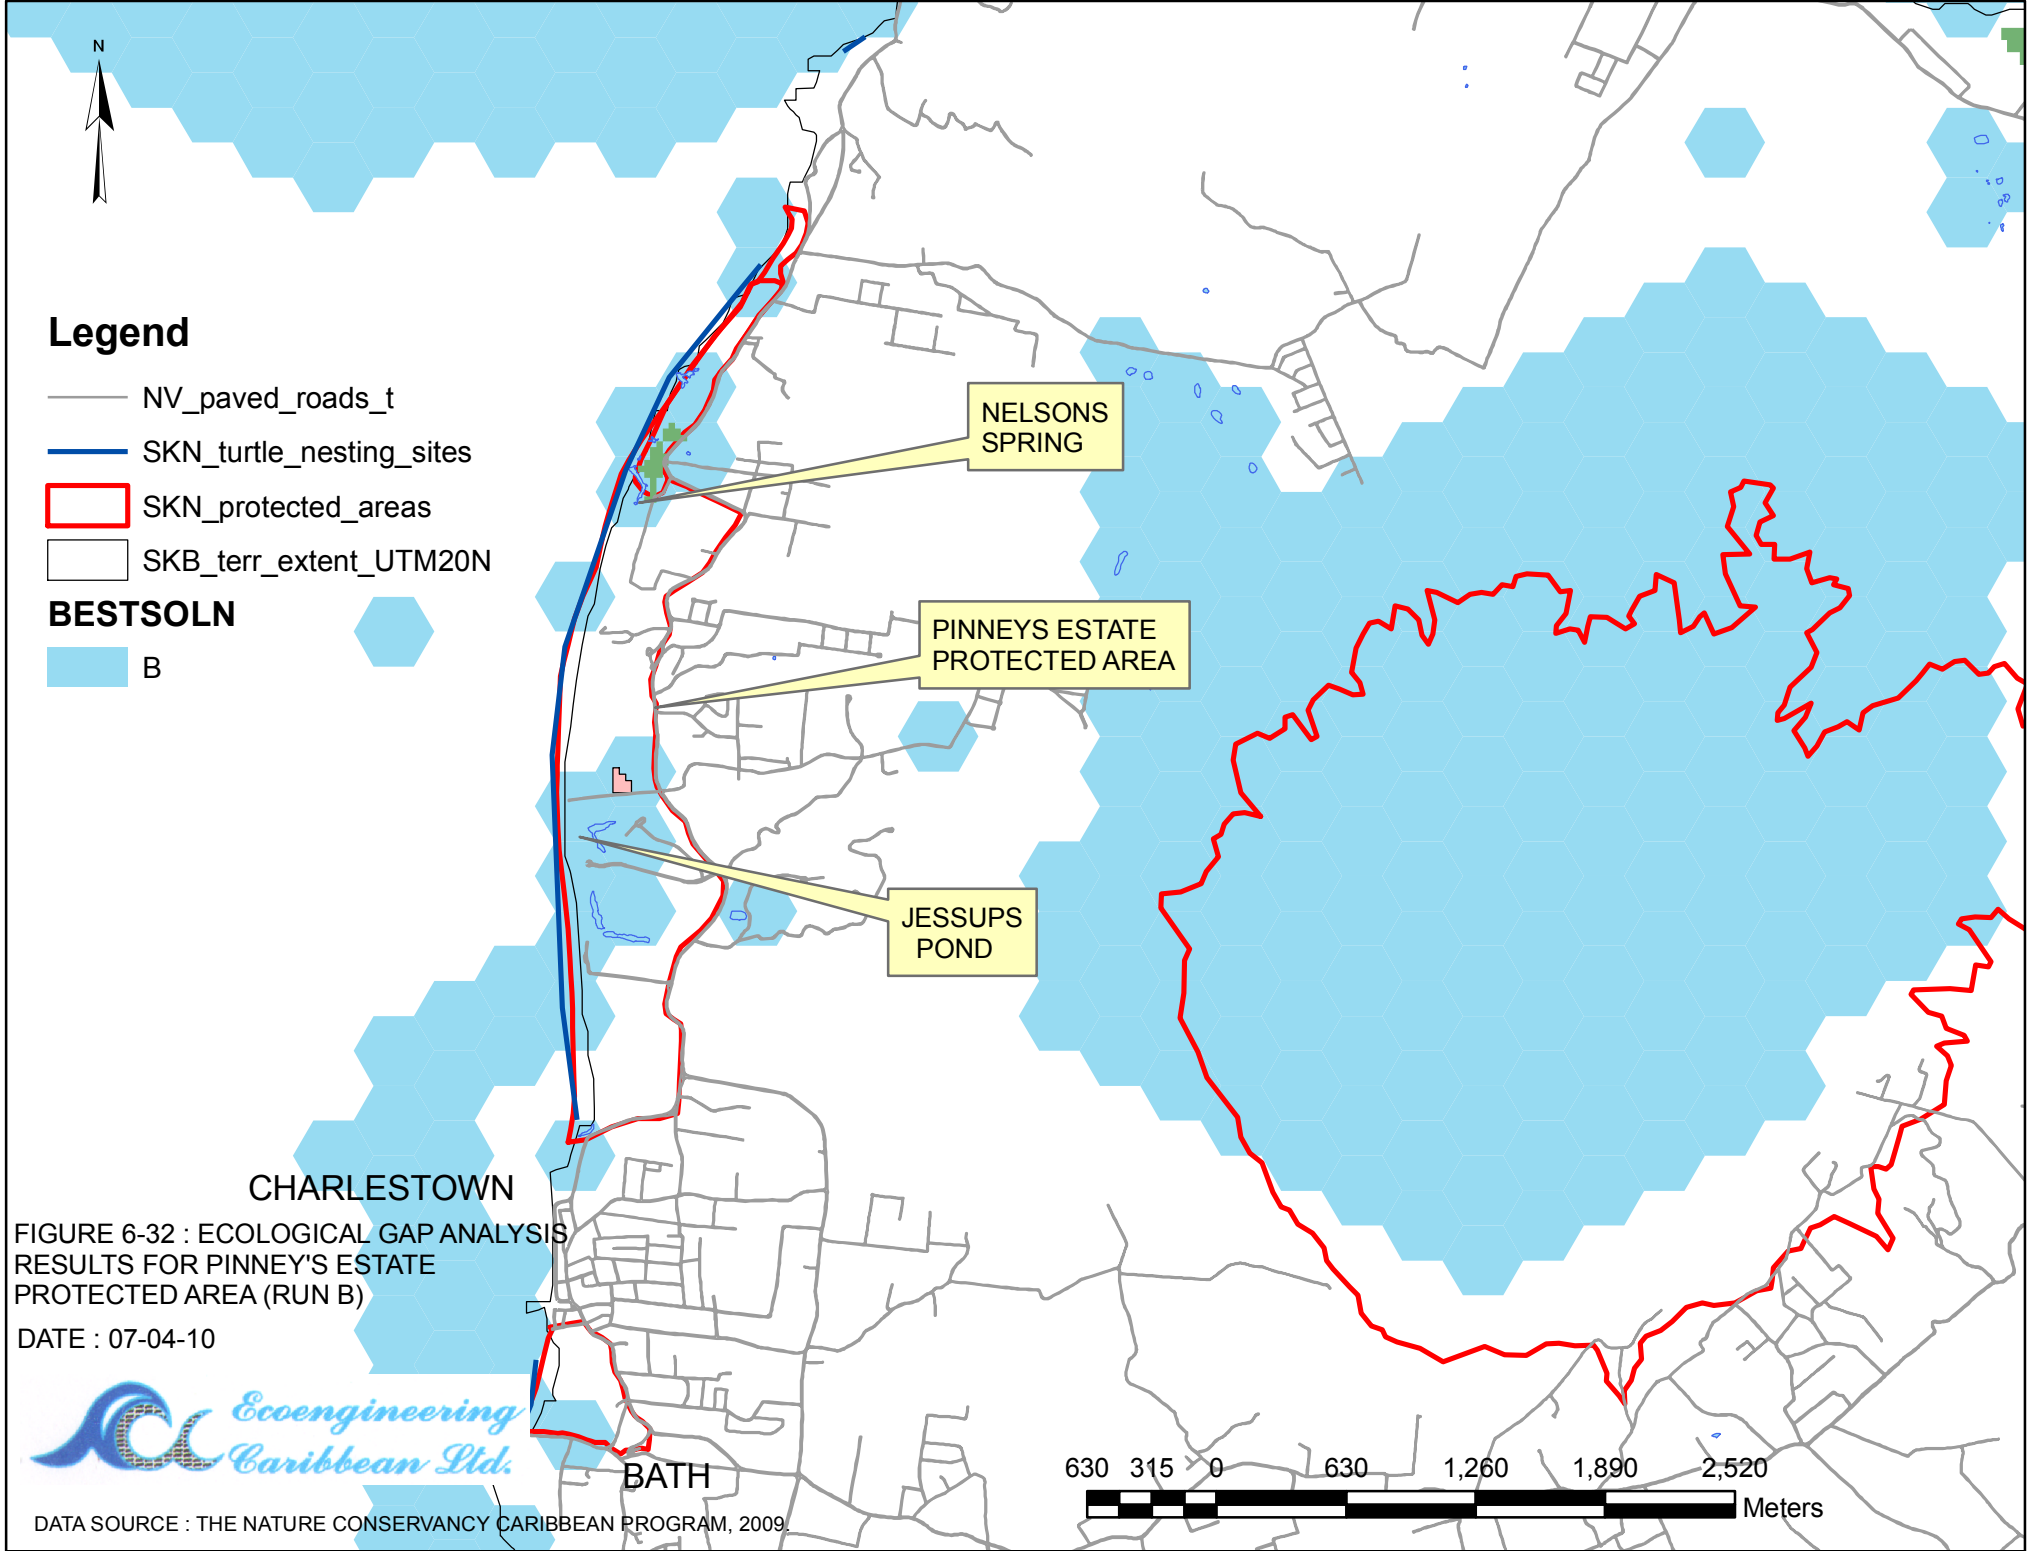 N
Legend
NV_paved_roads_t
SKN_turtle_nesting_sites
SKN_protected_areas
SKB_terr_extent_UTM20N
BESTSOLN
B
NELSONS
SPRING
PINNEYS ESTATE
PROTECTED AREA
JESSUPS
POND
CHARLESTOWN
FIGURE 6-32 : ECOLOGICAL GAP ANALYSIS
RESULTS FOR PINNEY'S ESTATE
PROTECTED AREA (RUN B)
DATE : 07-04-10
Ecoengineering
Caribbean Ltd.
BATH
630 315 0 630 1,260 1,890 2,520
Meters
DATA SOURCE : THE NATURE CONSERVANCY CARIBBEAN PROGRAM, 2009.